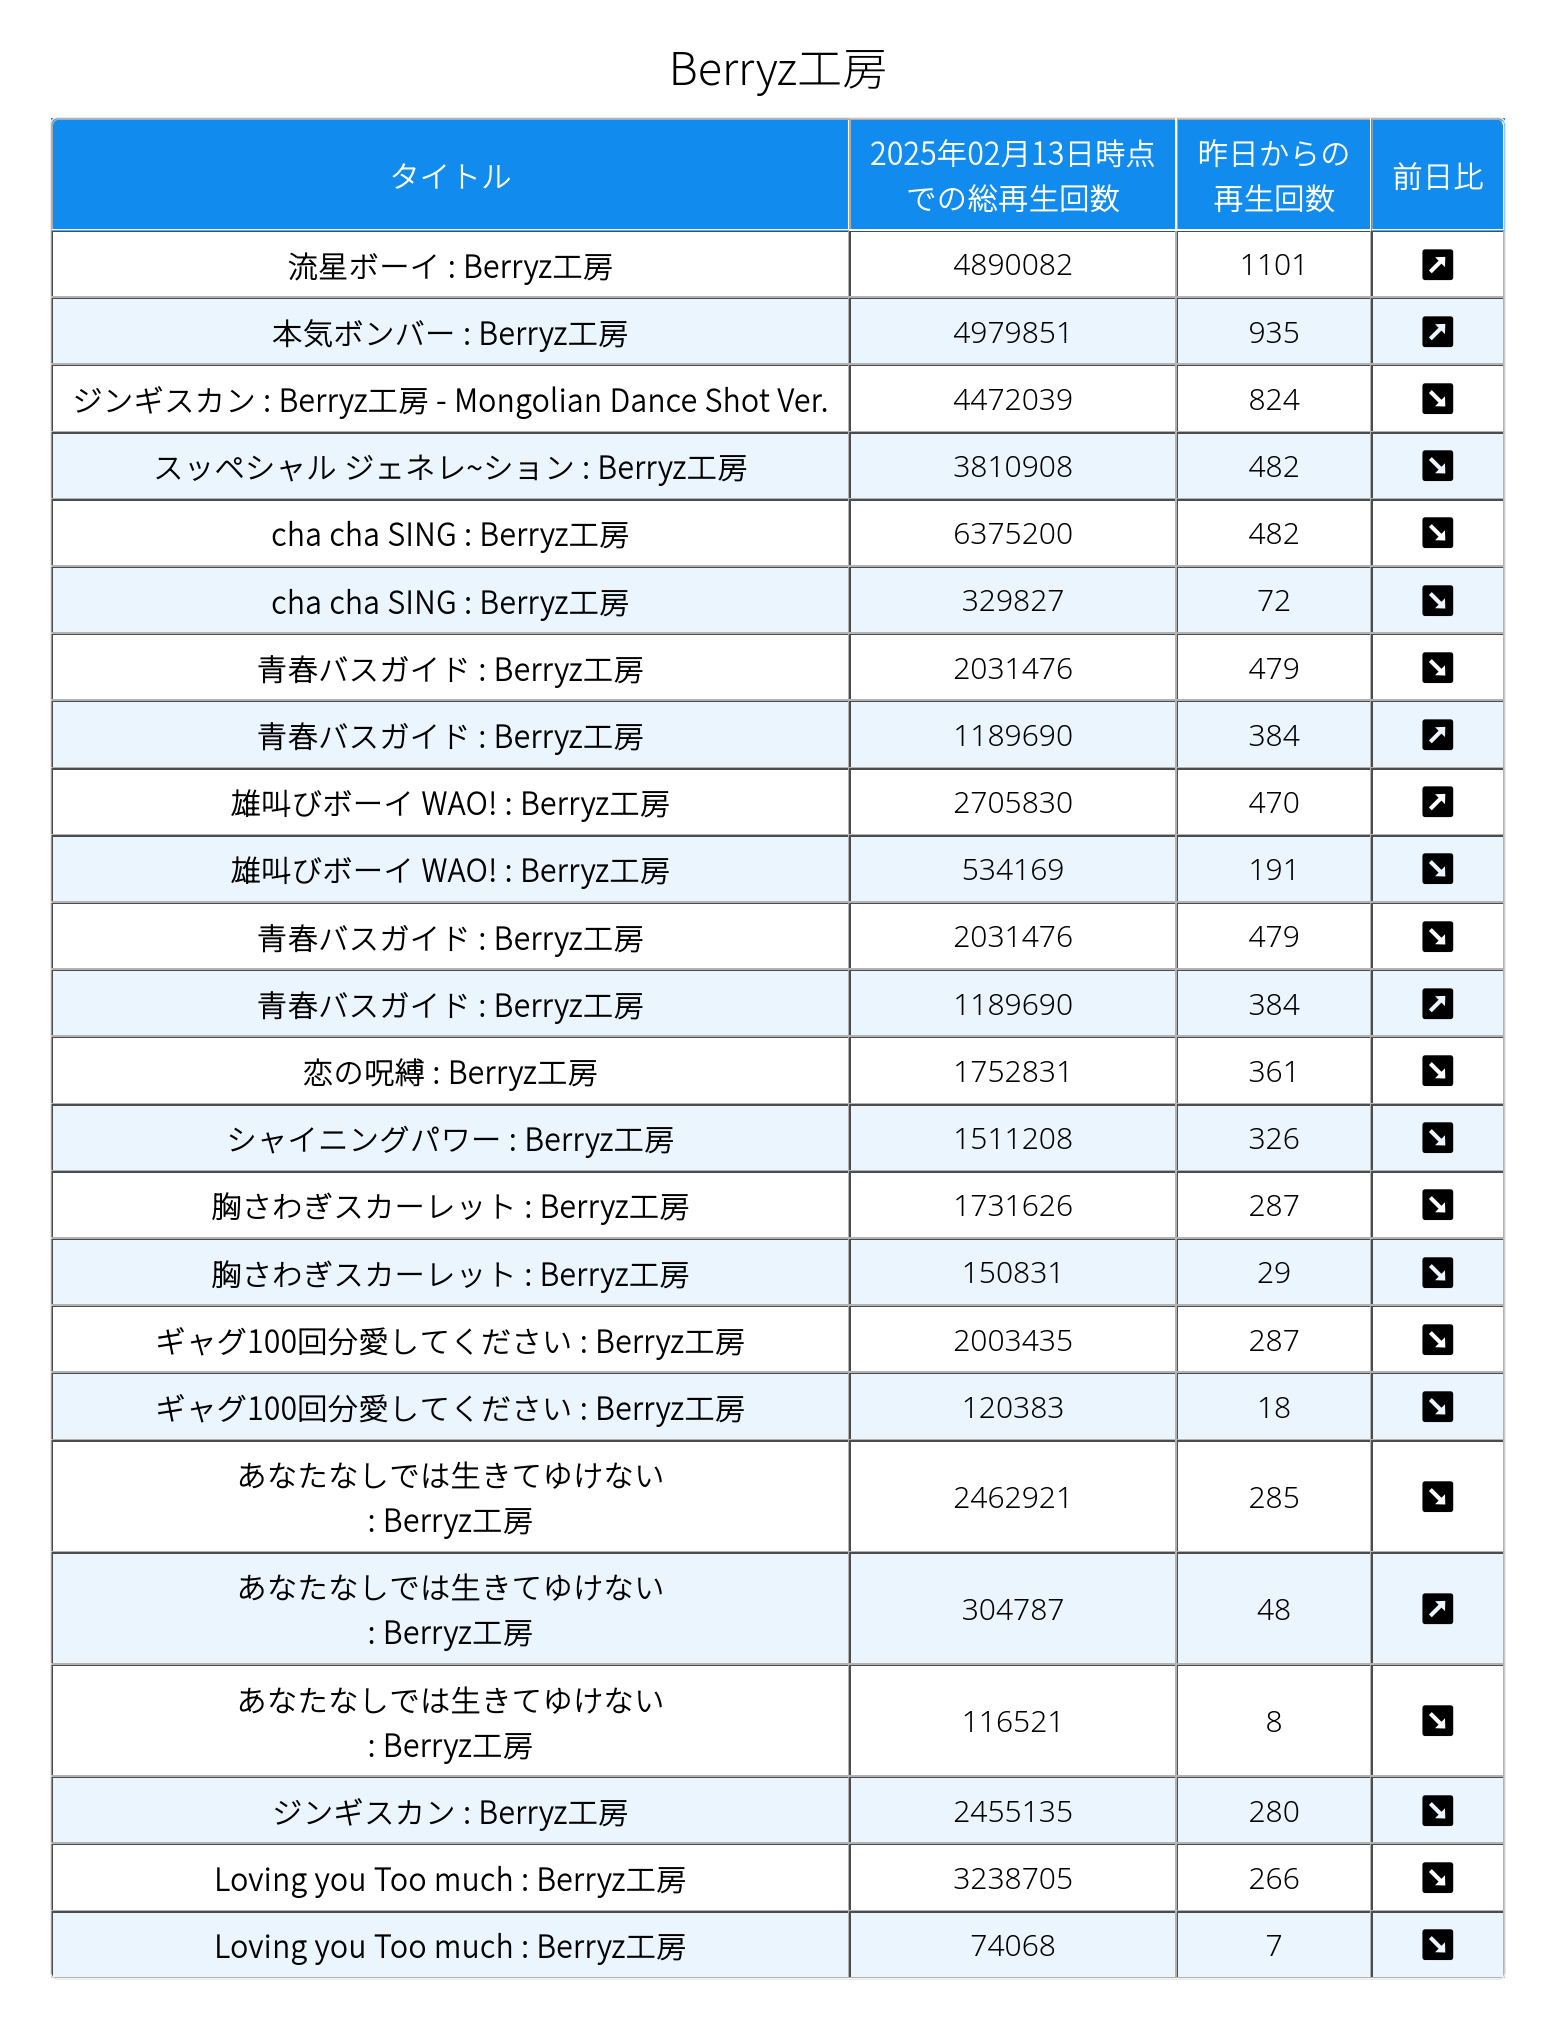 Berryz工房
タイトル 2025年02月13日時点 昨日からの 前日比
での総再生回数 再生回数
流星ボーイ : Berryz工房 4890082 1101
本気ボンバー : Berryz工房 4979851 935
ジンギスカン : Berryz工房 - Mongolian Dance Shot Ver. 4472039 824
スッペシャル ジェネレ~ション : Berryz工房 3810908 482
cha cha SING : Berryz工房 6375200 482
cha cha SING : Berryz工房 329827 72
青春バスガイド : Berryz工房 2031476 479
青春バスガイド : Berryz工房 1189690 384
雄叫びボーイ WAO! : Berryz工房 2705830 470
雄叫びボーイ WAO! : Berryz工房 534169 191
青春バスガイド : Berryz工房 2031476 479
青春バスガイド : Berryz工房 1189690 384
恋の呪縛 : Berryz工房 1752831 361
シャイニングパワー : Berryz工房 1511208 326
胸さわぎスカーレット : Berryz工房 1731626 287
胸さわぎスカーレット : Berryz工房 150831 29
ギャグ100回分愛してください : Berryz工房 2003435 287
ギャグ100回分愛してください : Berryz工房 120383 18
あなたなしでは生きてゆけない
: Berryz工房 2462921 285
あなたなしでは生きてゆけない
: Berryz工房 304787 48
あなたなしでは生きてゆけない
: Berryz工房 116521 8
ジンギスカン : Berryz工房 2455135 280
Loving you Too much : Berryz工房 3238705 266
Loving you Too much : Berryz工房 74068 7